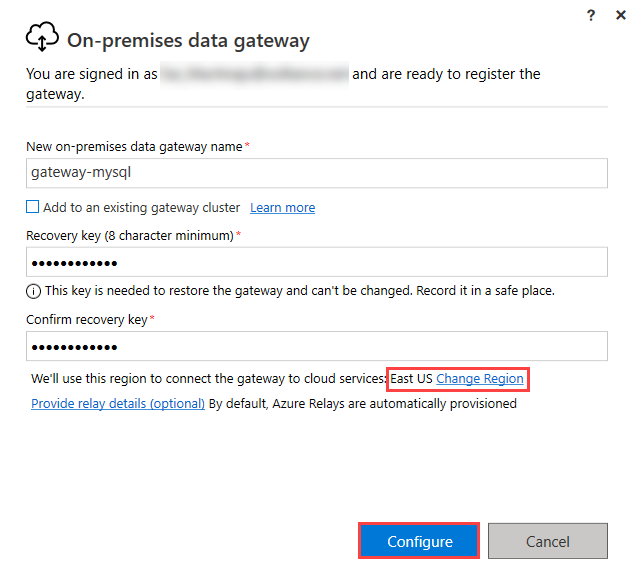 ? ×
On-premises data gateway
You are signed in as and are ready to register the
gateway.
New on-premises data gateway name*
gateway-mysql
Add to an existing gateway cluster Learn more
Recovery key (8 character minimum)*
••••••••••••
This key is needed to restore the gateway and can't be changed. Record it in a safe place.
Confirm recovery key*
••••••••••••
We'll use this region to connect the gateway to cloud services: East US Change Region
Provide relay details (optional) By default, Azure Relays are automatically provisioned
Configure Cancel